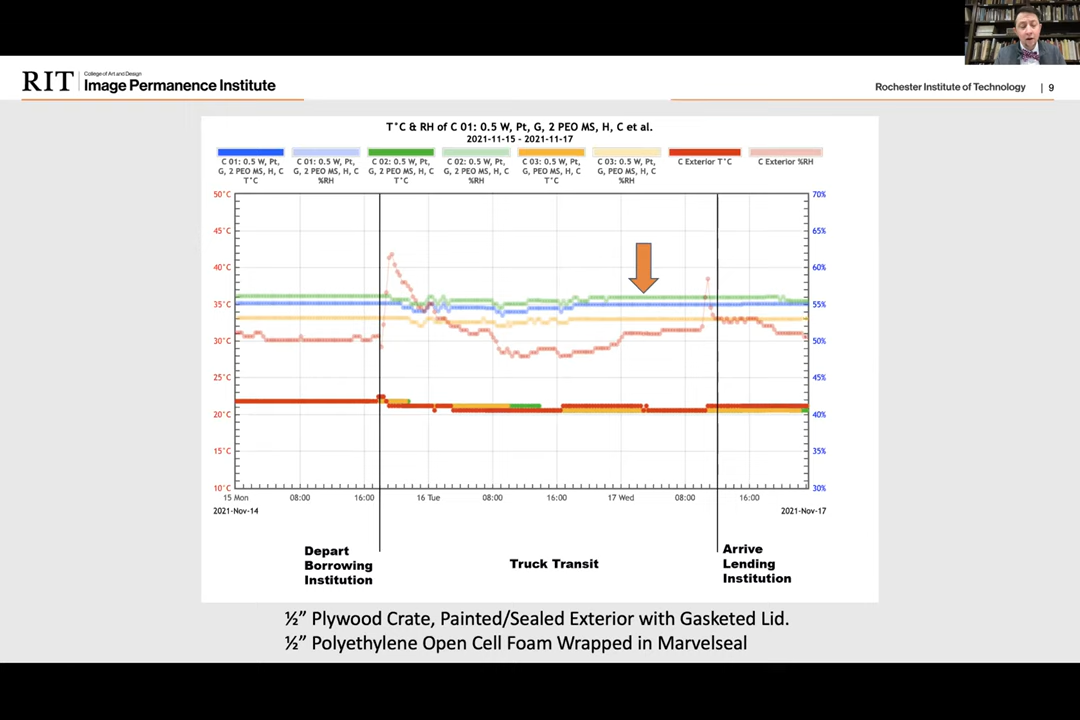 RIT
College of Art and Design
Image Permanence Institute
Rochester Institute of Technology | 9
T°C & RH of C 01: 0.5 W, Pt, G, 2 PEO MS, H, C et al.
2021-11-15 - 2021-11-17
C 01: 0.5 W, Pt, G, 2 PEO MS, H, C T°C
C 01: 0.5 W, Pt, G, 2 PEO MS, H, C %RH
C 02: 0.5 W, Pt, G, 2 PEO MS, H, C T°C
C 02: 0.5 W, Pt, G, 2 PEO MS, H, C %RH
C 03: 0.5 W, Pt, G, 2 PEO MS, H, C T°C
C 03: 0.5 W, Pt, G, 2 PEO MS, H, C %RH
C Exterior T°C
C Exterior %RH
50°C 70%
45°C 65%
40°C 60%
35°C 55%
30°C 50%
25°C 45%
20°C 40%
15°C 35%
10°C 30%
15 Mon 08:00 16:00 16 Tue 08:00 16:00 17 Wed 08:00 16:00
2021-Nov-14 2021-Nov-17
Depart
Borrowing
Institution
Truck Transit
Arrive
Lending
Institution
½” Plywood Crate, Painted/Sealed Exterior with Gasketed Lid.
½” Polyethylene Open Cell Foam Wrapped in Marvelseal